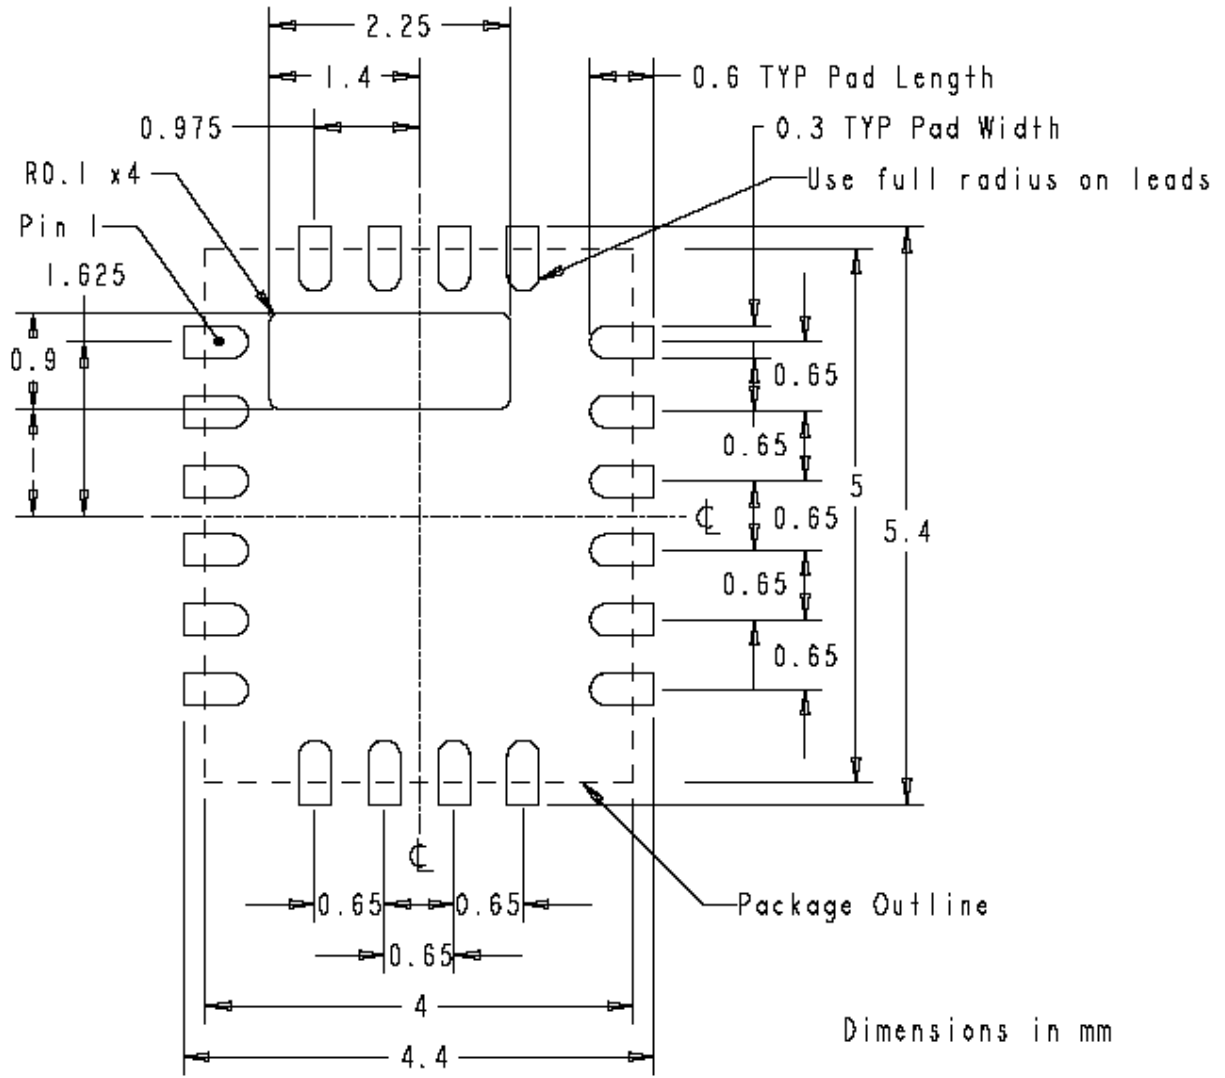 2.25
1.4
0.6 TYP Pad Length
0.975
0.3 TYP Pad Width
R0.1 x4
Use full radius on leads
Pin 1
1.625
0.9
0.65
0.65
5
0.65
5.4
0.65
0.65
0.65
0.65
Package Outline
0.65
4
Dimensions in mm
4.4